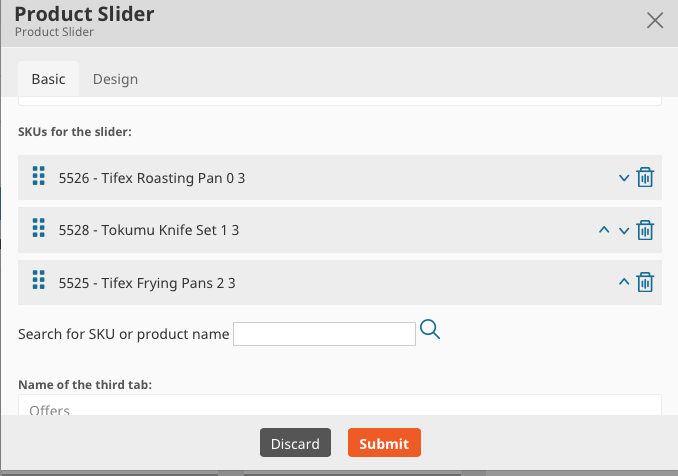 Product Slider
Product Slider
Basic Design
SKUs for the slider:
5526 - Tifex Roasting Pan 0 3
5528 - Tokumu Knife Set 1 3
5525 - Tifex Frying Pans 2 3
Search for SKU or product name
Name of the third tab:
Offers
Discard Submit